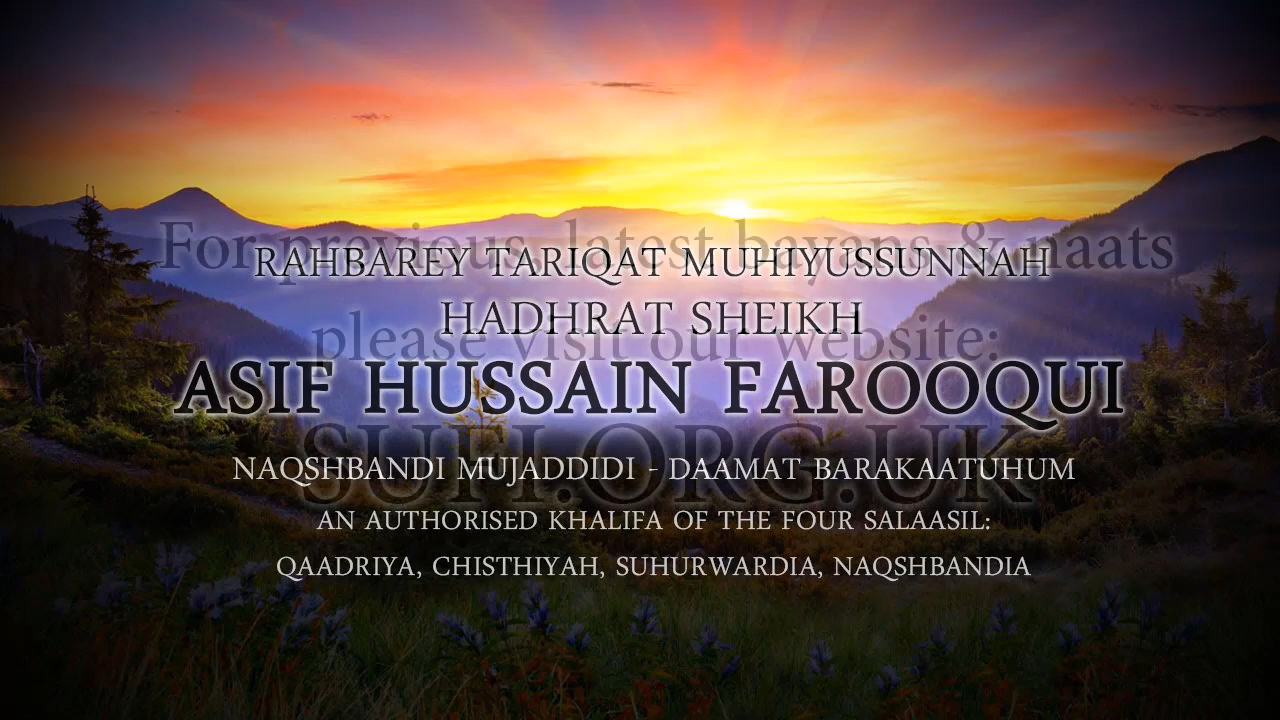 For previous, latest bayans & naats
RAHBAREY TARIQAT MUHIYUSSUNNAH
HADHRAT SHEIKH
please visit our website:
ASIF HUSSAIN FAROOQUI
SUFI.ORG.UK
NAQSHBANDI MUJADDIDI - DAAMAT BARAKAATUHUM
AN AUTHORISED KHALIFA OF THE FOUR SALAASIL:
QAADRIYA, CHISTHIYAH, SUHURWARDIA, NAQSHBANDIA